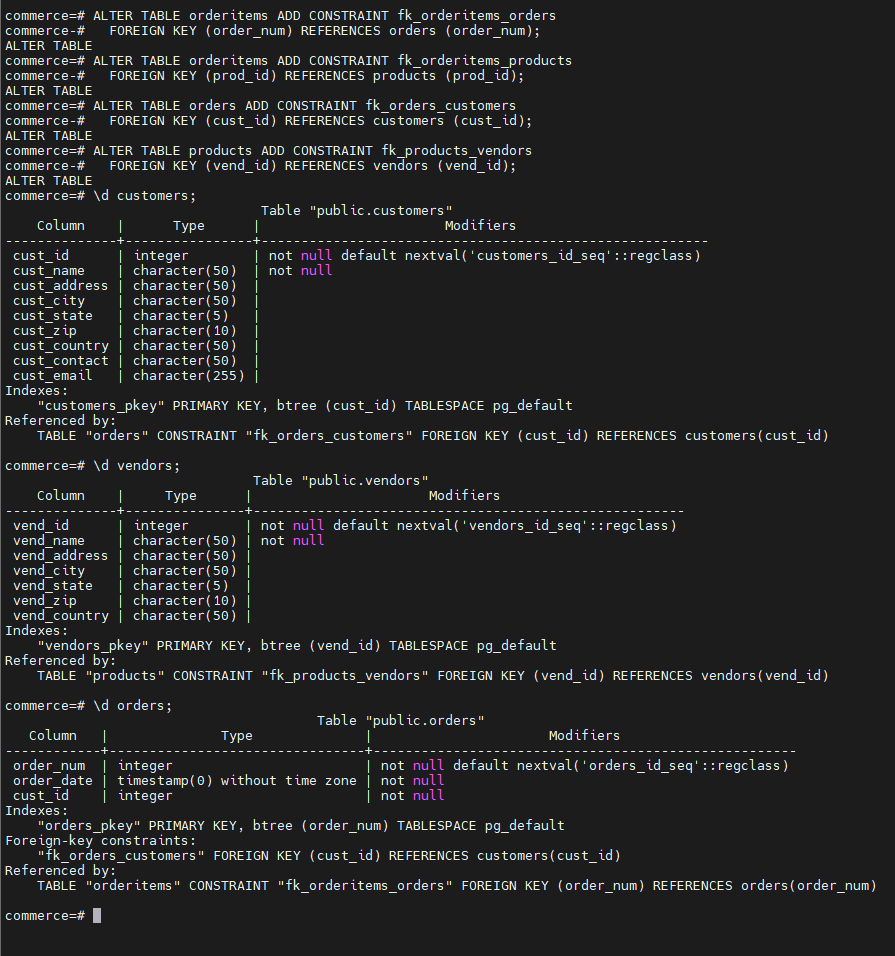 commerce=# ALTER TABLE orderitems ADD CONSTRAINT fk_orderitems_orders
commerce-#   FOREIGN KEY (order_num) REFERENCES orders (order_num);
ALTER TABLE
commerce=# ALTER TABLE orderitems ADD CONSTRAINT fk_orderitems_products
commerce-#   FOREIGN KEY (prod_id) REFERENCES products (prod_id);
ALTER TABLE
commerce=# ALTER TABLE orders ADD CONSTRAINT fk_orders_customers
commerce-#   FOREIGN KEY (cust_id) REFERENCES customers (cust_id);
ALTER TABLE
commerce=# ALTER TABLE products ADD CONSTRAINT fk_products_vendors
commerce-#   FOREIGN KEY (vend_id) REFERENCES vendors (vend_id);
ALTER TABLE
commerce=# \d customers;
                                Table "public.customers"
    Column    |      Type      |                       Modifiers
--------------+----------------+--------------------------------------------------------
 cust_id      | integer        | not null default nextval('customers_id_seq'::regclass)
 cust_name    | character(50)  | not null
 cust_address | character(50)  |
 cust_city    | character(50)  |
 cust_state   | character(5)   |
 cust_zip     | character(10)  |
 cust_country | character(50)  |
 cust_contact | character(50)  |
 cust_email   | character(255) |
Indexes:
    "customers_pkey" PRIMARY KEY, btree (cust_id) TABLESPACE pg_default
Referenced by:
    TABLE "orders" CONSTRAINT "fk_orders_customers" FOREIGN KEY (cust_id) REFERENCES customers(cust_id)
commerce=# \d vendors;
                               Table "public.vendors"
    Column    |     Type      |                      Modifiers
--------------+---------------+------------------------------------------------------
 vend_id      | integer       | not null default nextval('vendors_id_seq'::regclass)
 vend_name    | character(50) | not null
 vend_address | character(50) |
 vend_city    | character(50) |
 vend_state   | character(5)  |
 vend_zip     | character(10) |
 vend_country | character(50) |
Indexes:
    "vendors_pkey" PRIMARY KEY, btree (vend_id) TABLESPACE pg_default
Referenced by:
    TABLE "products" CONSTRAINT "fk_products_vendors" FOREIGN KEY (vend_id) REFERENCES vendors(vend_id)
commerce=# \d orders;
                                       Table "public.orders"
   Column   |              Type              |                      Modifiers
------------+--------------------------------+-----------------------------------------------------
 order_num  | integer                        | not null default nextval('orders_id_seq'::regclass)
 order_date | timestamp(0) without time zone | not null
 cust_id    | integer                        | not null
Indexes:
    "orders_pkey" PRIMARY KEY, btree (order_num) TABLESPACE pg_default
Foreign-key constraints:
    "fk_orders_customers" FOREIGN KEY (cust_id) REFERENCES customers(cust_id)
Referenced by:
    TABLE "orderitems" CONSTRAINT "fk_orderitems_orders" FOREIGN KEY (order_num) REFERENCES orders(order_num)
commerce=#